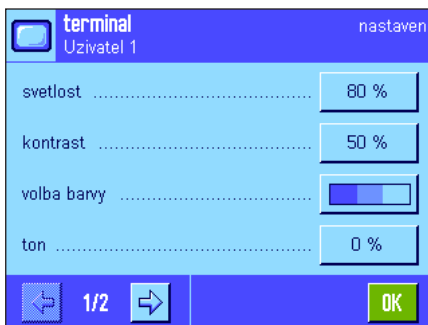 terminal nastaven
Uzivatel 1
svetlost ........................................ 80 %
kontrast ........................................ 50 %
volba barvy ....................................
ton ................................................ 0 %
1/2 OK